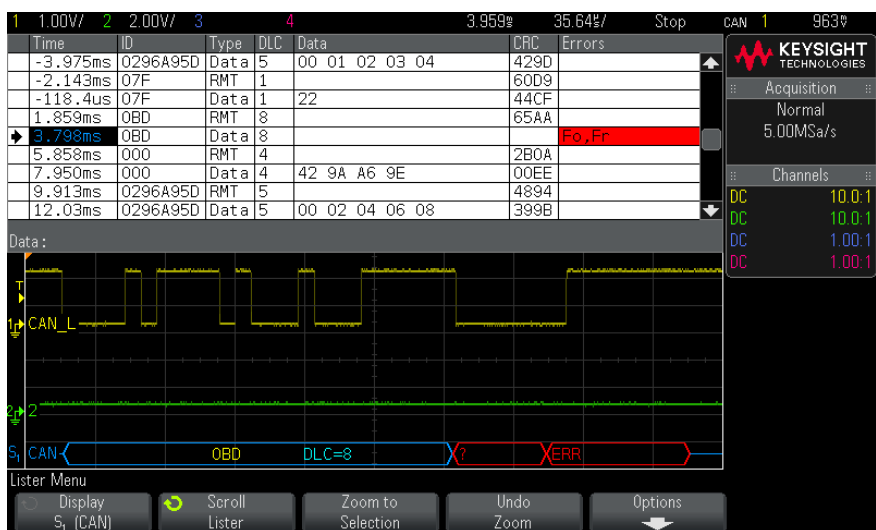 1 1.00V/ 2 2.00V/ 3 4 3.959s 35.64s/ Stop CAN 1 963V
Time ID Type DLC Data CRC Errors
-3.975ms 0296A95D Data 5 00 01 02 03 04 429D
-2.143ms 07F RMT 1 60D9
-118.4us 07F Data 1 22 44CF
1.859ms 0BD RMT 8 65AA
3.798ms 0BD Data 8 Fo,Fr
5.858ms 000 RMT 4 2B0A
7.950ms 000 Data 4 42 9A A6 9E 00EE
9.913ms 0296A95D RMT 5 4894
12.03ms 0296A95D Data 5 00 02 04 06 08 399B
KEYSIGHT
TECHNOLOGIES
Acquisition
Normal
5.00MSa/s
Channels
DC 10.0:1
DC 10.0:1
DC 1.00:1
DC 1.00:1
Data:
T
1 CAN_L
2 2
S1 CAN 0BD DLC=8 ? ERR
Lister Menu
Display
S1 (CAN)
Scroll
Lister
Zoom to
Selection
Undo
Zoom
Options